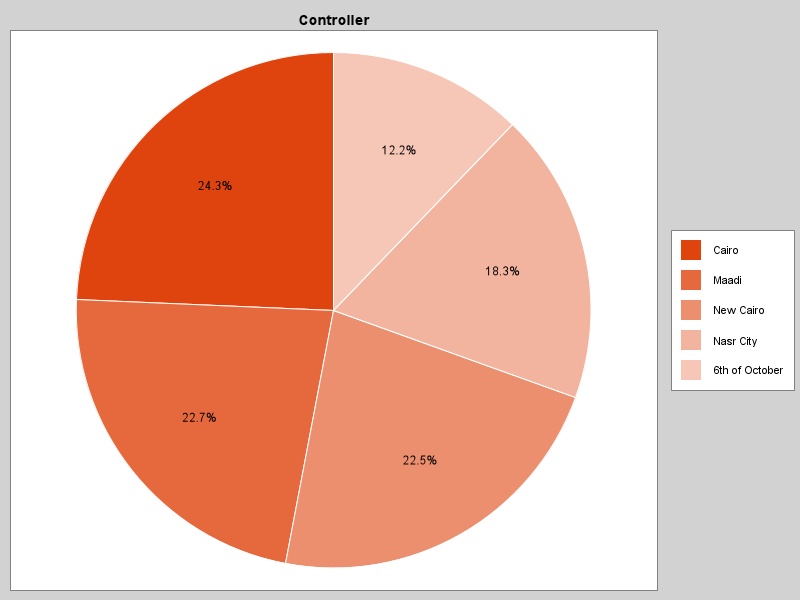 Controller
12.2%
24.3%
18.3%
22.7%
22.5%
Cairo
Maadi
New Cairo
Nasr City
6th of October